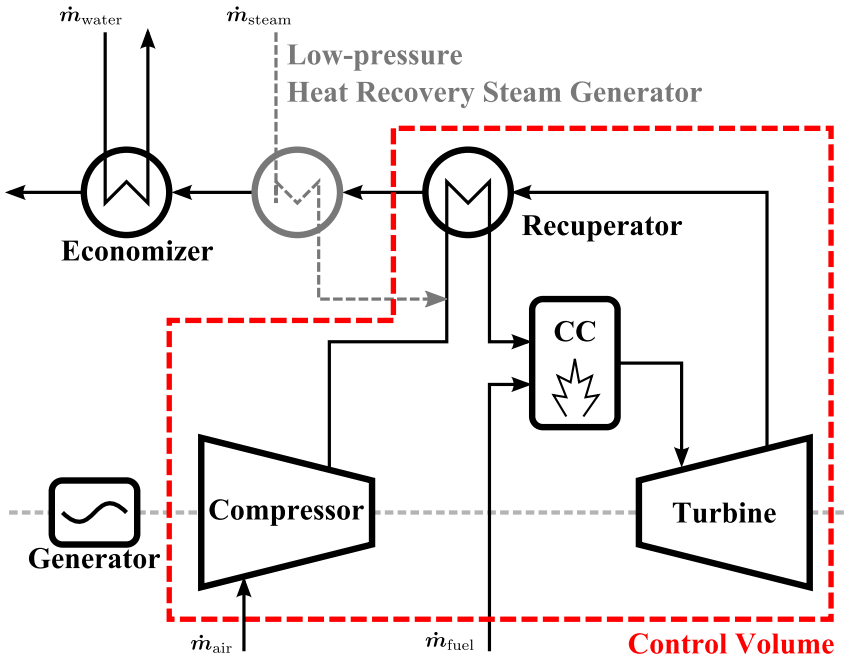 ṁwater
ṁsteam
Low-pressure
Heat Recovery Steam Generator
Economizer
Recuperator
CC
Compressor
Turbine
Generator
ṁair
ṁfuel
Control Volume